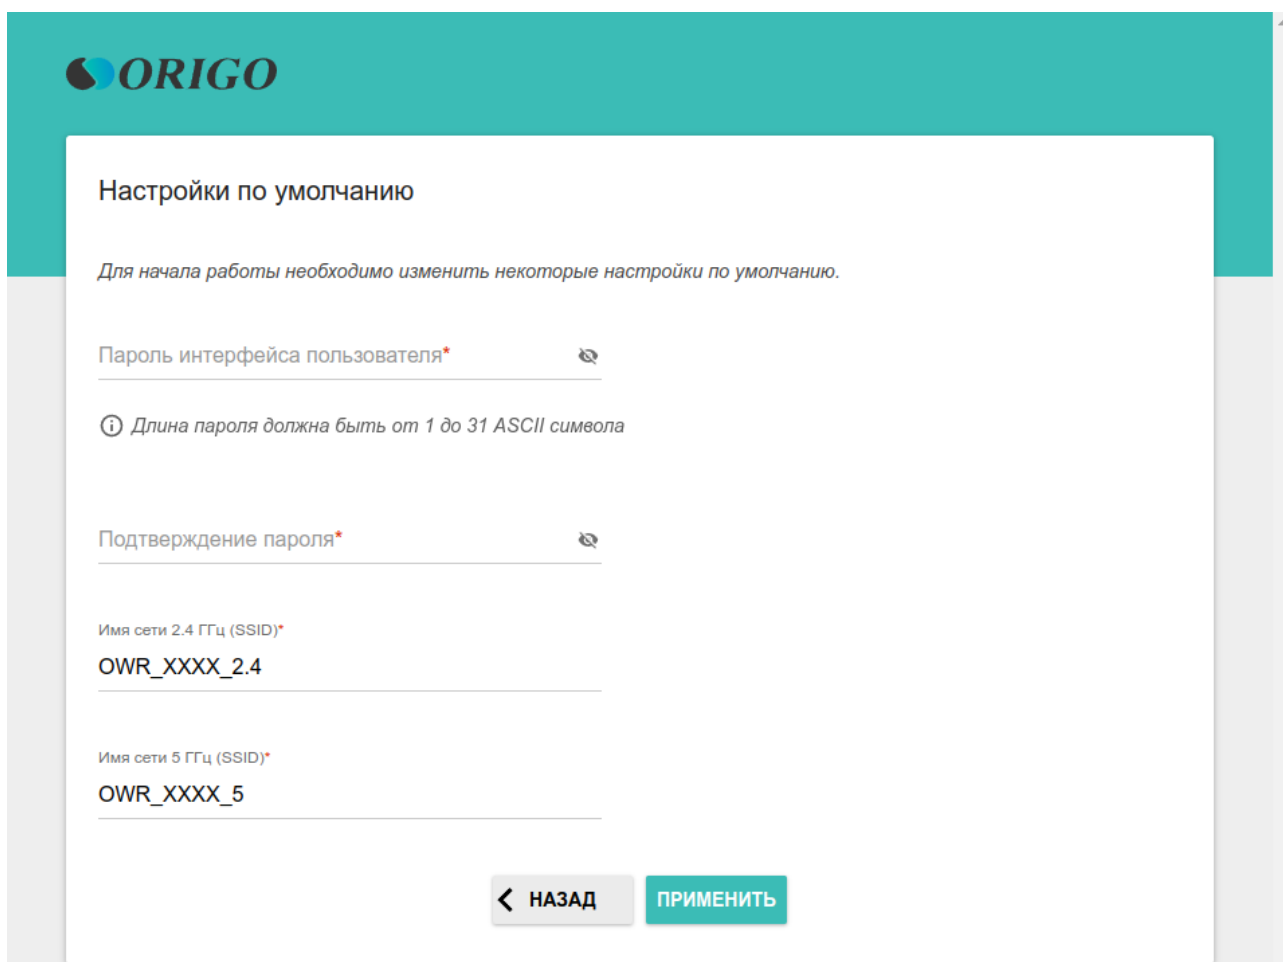 ORIGO
Настройки по умолчанию
Для начала работы необходимо изменить некоторые настройки по умолчанию.
Пароль интерфейса пользователя*
Длина пароля должна быть от 1 до 31 ASCII символа
Подтверждение пароля*
Имя сети 2.4 ГГц (SSID)*
OWR_XXXX_2.4
Имя сети 5 ГГц (SSID)*
OWR_XXXX_5
НАЗАД ПРИМЕНИТЬ